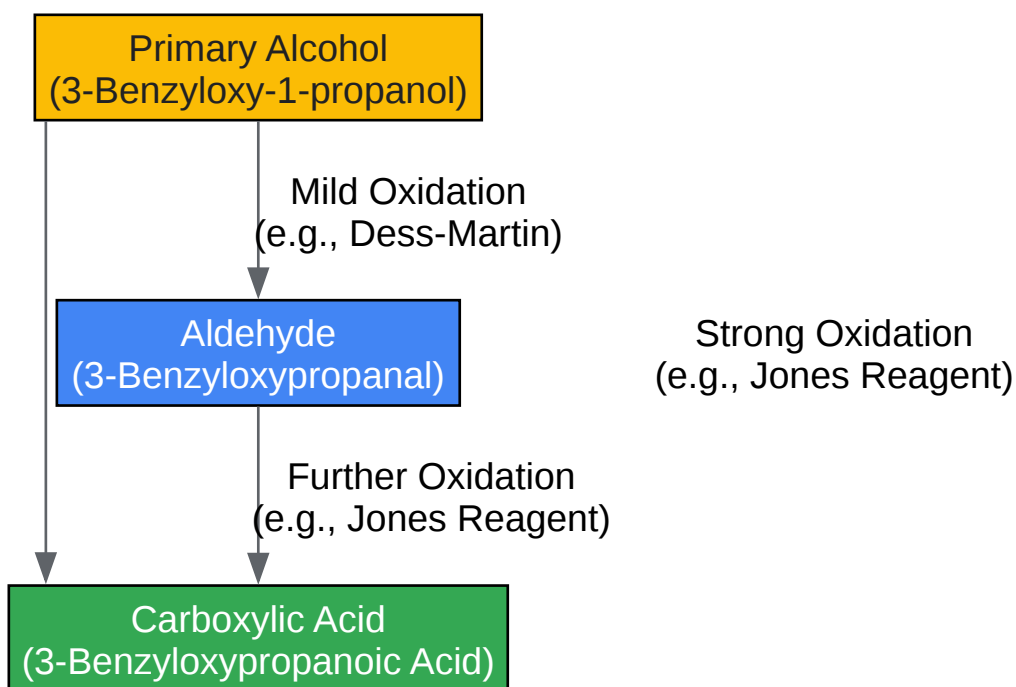 Primary Alcohol
(3-Benzyloxy-1-propanol)
Mild Oxidation
(e.g., Dess-Martin)
Aldehyde
(3-Benzyloxypropanal)
Strong Oxidation
(e.g., Jones Reagent)
Further Oxidation
(e.g., Jones Reagent)
Carboxylic Acid
(3-Benzyloxypropanoic Acid)